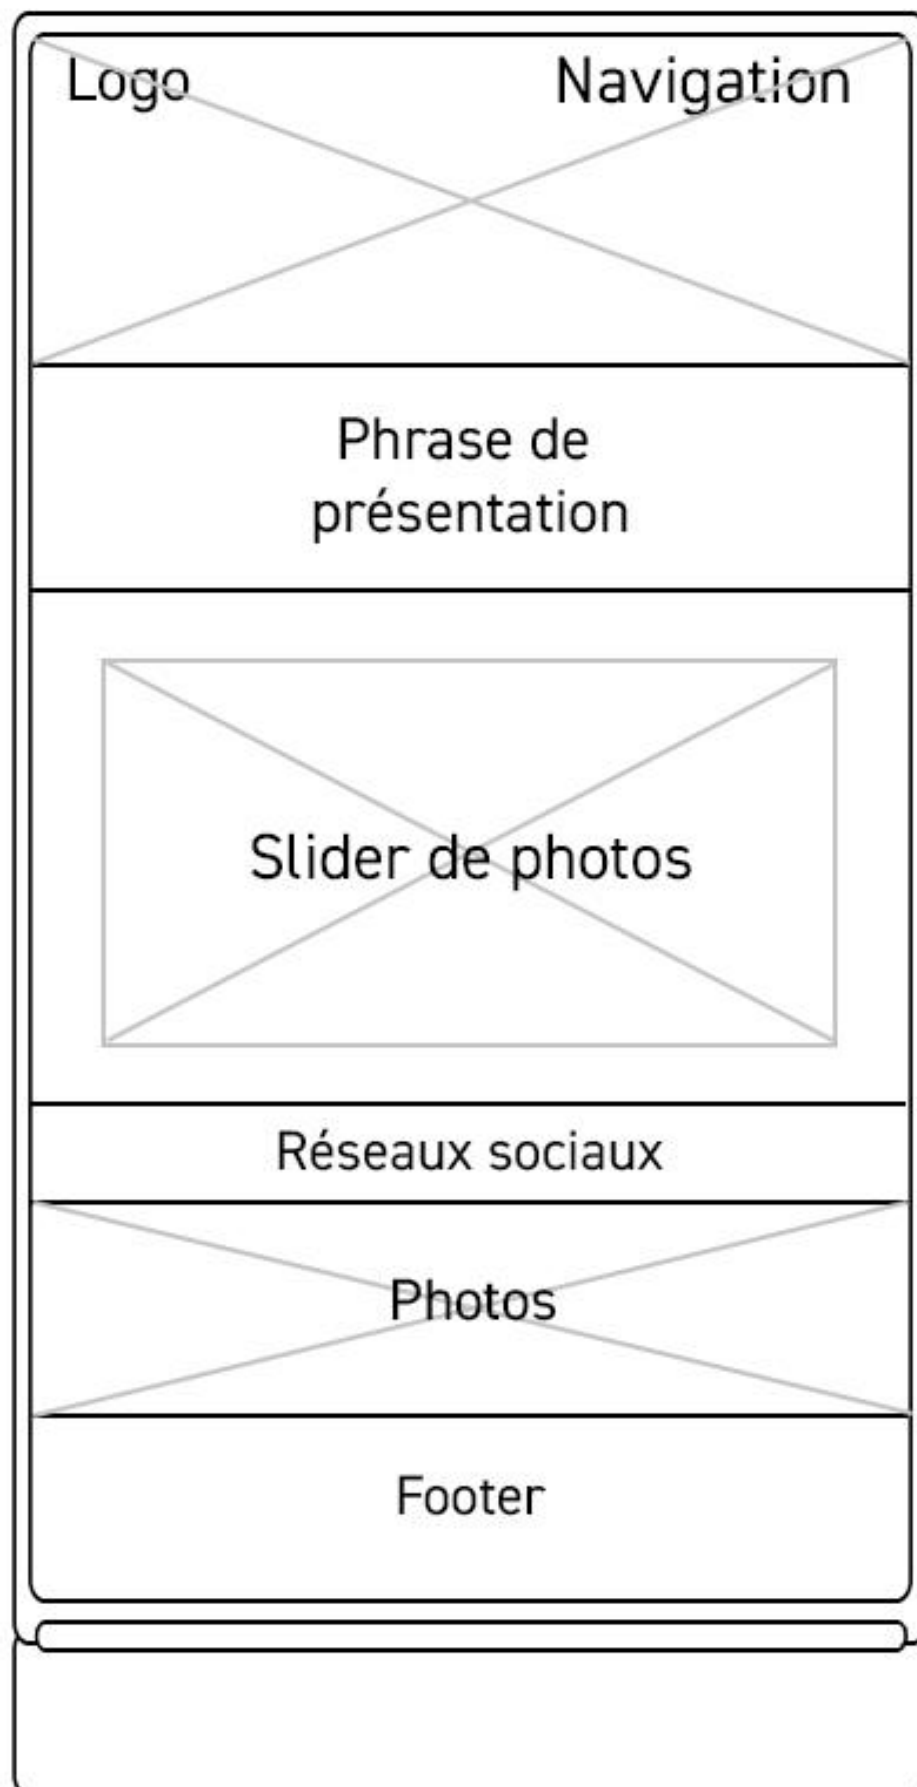 Logo
Navigation
Phrase de
présentation
Slider de photos
Réseaux sociaux
Photos
Footer